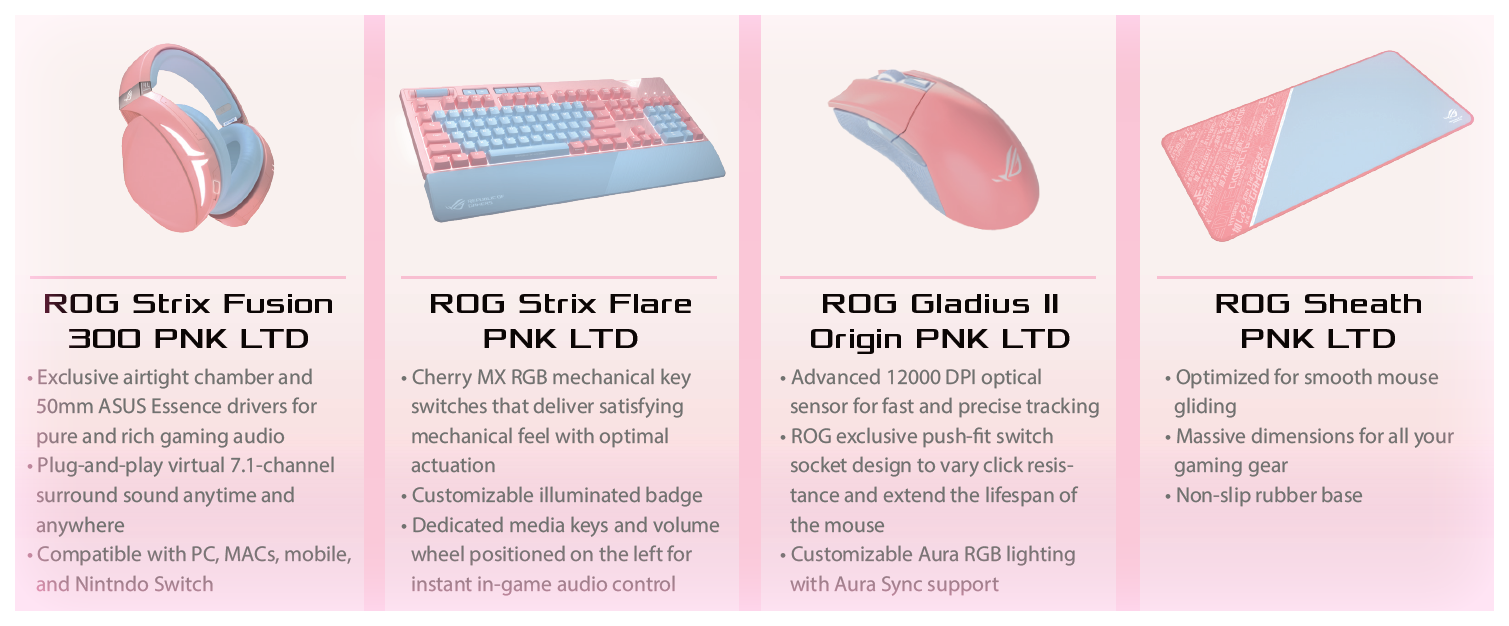 ROG Strix Fusion
300 PNK LTD
• Exclusive airtight chamber and
50mm ASUS Essence drivers for
pure and rich gaming audio
• Plug-and-play virtual 7.1-channel
surround sound anytime and
anywhere
• Compatible with PC, MACs, mobile,
and Nintndo Switch
ROG Strix Flare
PNK LTD
• Cherry MX RGB mechanical key
switches that deliver satisfying
mechanical feel with optimal
actuation
• Customizable illuminated badge
• Dedicated media keys and volume
wheel positioned on the left for
instant in-game audio control
ROG Gladius II
Origin PNK LTD
• Advanced 12000 DPI optical
sensor for fast and precise tracking
• ROG exclusive push-fit switch
socket design to vary click resis-
tance and extend the lifespan of
the mouse
• Customizable Aura RGB lighting
with Aura Sync support
ROG Sheath
PNK LTD
• Optimized for smooth mouse
gliding
• Massive dimensions for all your
gaming gear
• Non-slip rubber base